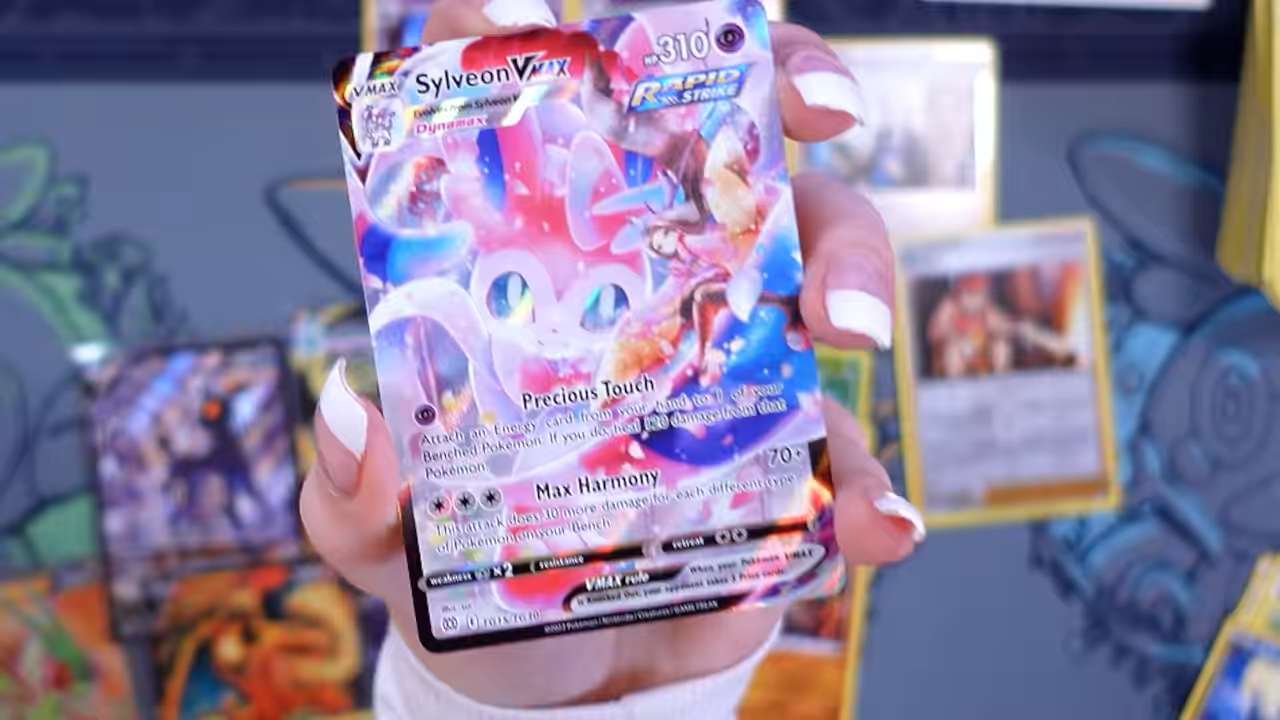 VMAX
Sylveon VMAX
HP 310
Evolves from Sylveon V
RAPID
STRIKE
Dynamax
Precious Touch
Attach an Energy card from your hand to 1 of your
Benched Pokémon. If you do, heal 120 damage from that
Pokémon.
Max Harmony
70+
This attack does 30 more damage for each different type
of Pokémon on your Bench.
weakness ×2
resistance
retreat
VMAX rule
When your Pokémon VMAX
is Knocked Out, your opponent takes 3 Prize cards.
Illus.
TG15/TG30
©2022 Pokémon / Nintendo / Creatures / GAME FREAK